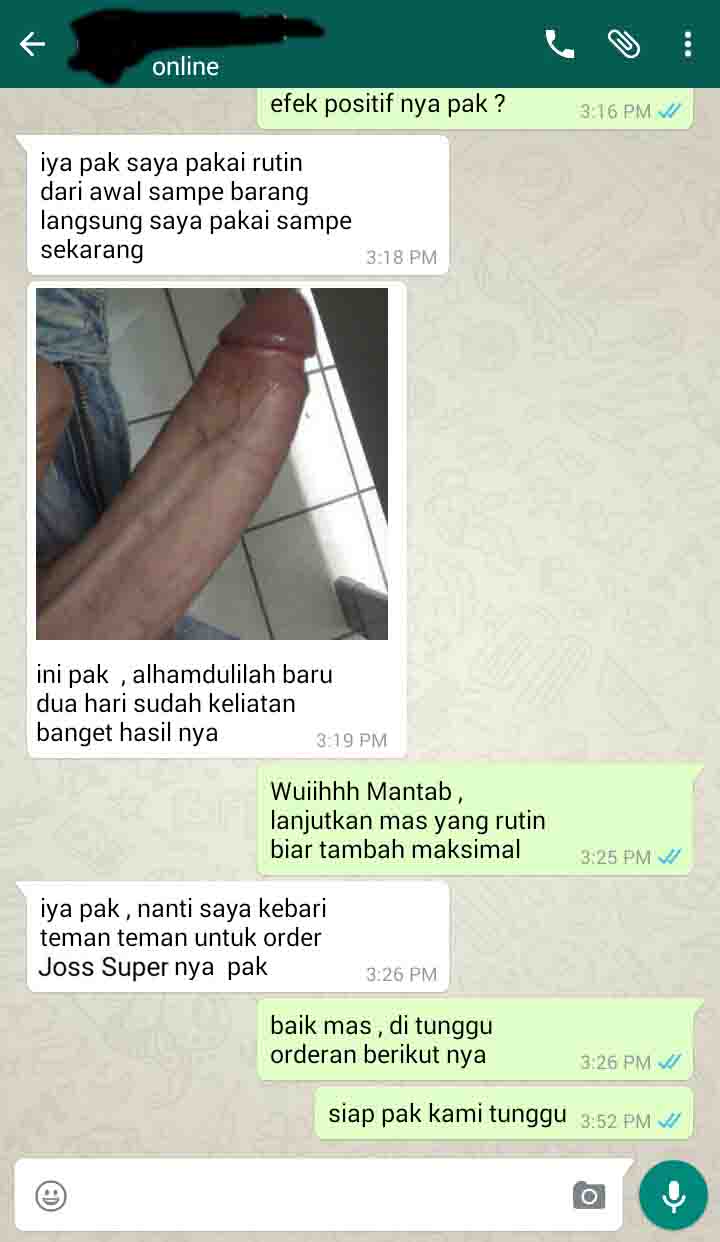 online
efek positif nya pak ?
3:16 PM
iya pak saya pakai rutin
dari awal sampe barang
langsung saya pakai sampe
sekarang
3:18 PM
ini pak , alhamdulilah baru
dua hari sudah keliatan
banget hasil nya
3:19 PM
Wuiihhh Mantab ,
lanjutkan mas yang rutin
biar tambah maksimal
3:25 PM
iya pak , nanti saya kebari
teman teman untuk order
Joss Super nya pak
3:26 PM
baik mas , di tunggu
orderan berikut nya
3:26 PM
siap pak kami tunggu
3:52 PM